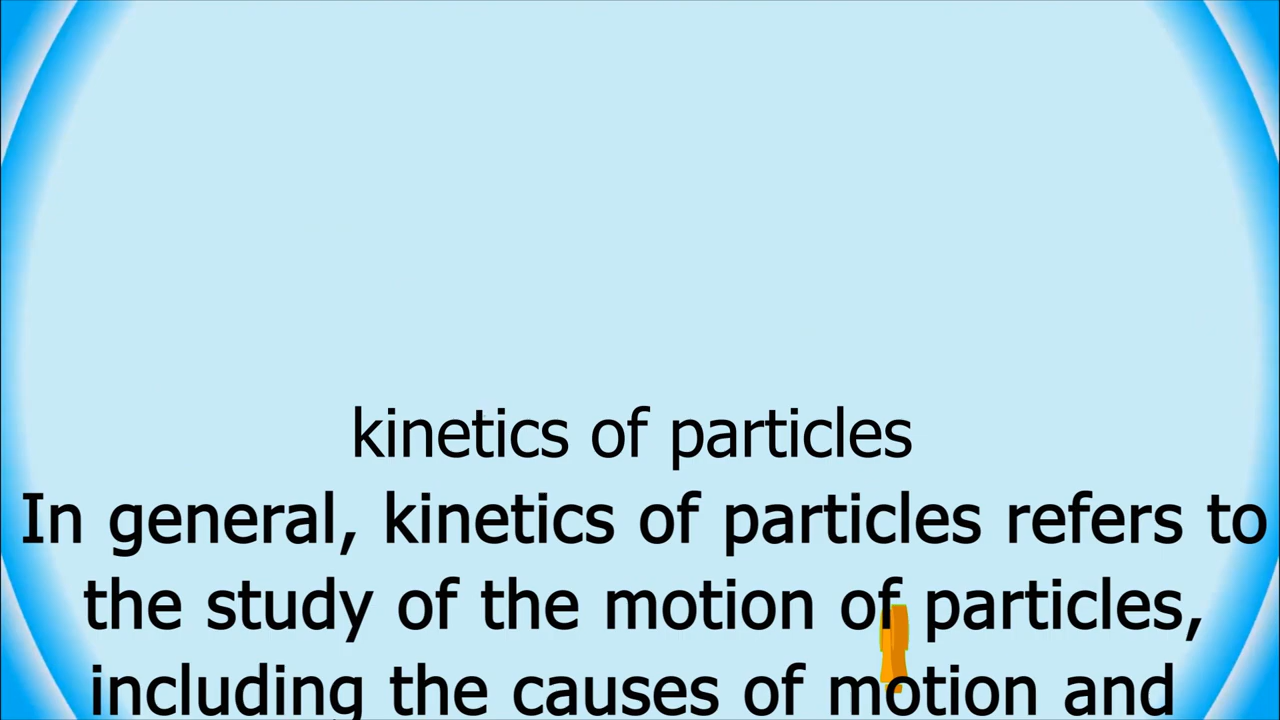 kinetics of particles
In general, kinetics of particles refers to
the study of the motion of particles,
including the causes of motion and